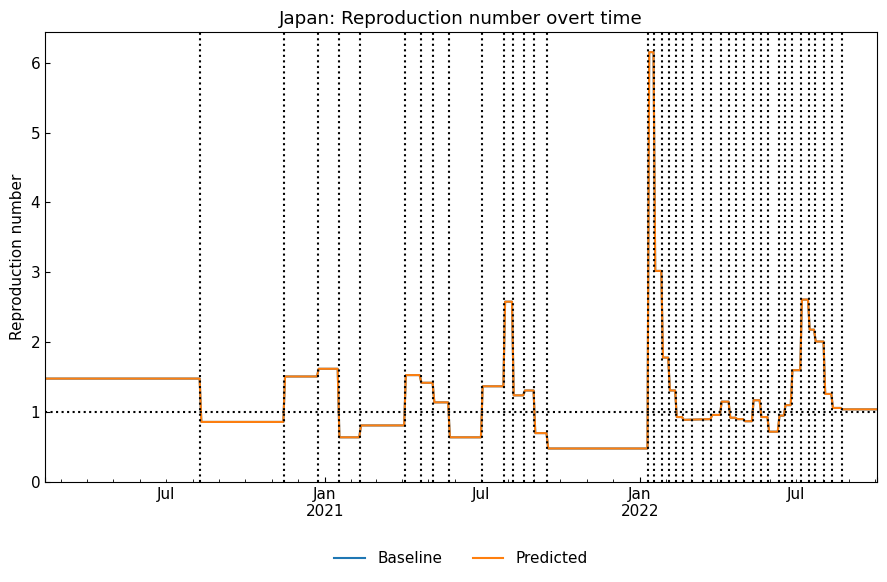 Japan: Reproduction number overt time
Reproduction number
6
5
4
3
2
1
0
Jul
Jan
2021
Jul
Jan
2022
Jul
Baseline
Predicted